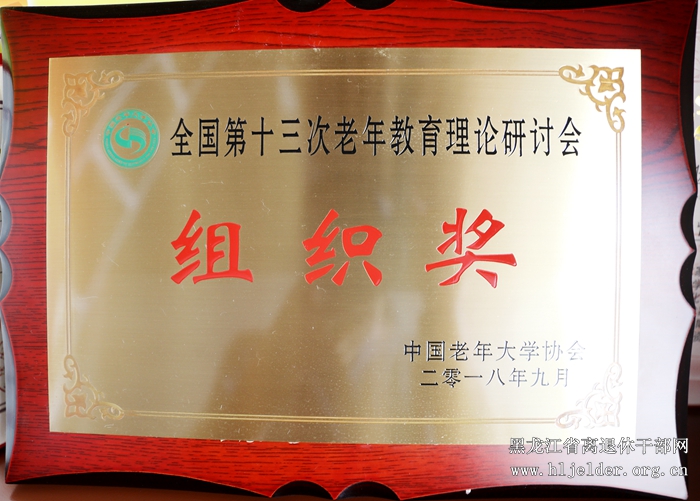 全国第十三次老年教育理论研讨会
组织奖
中国老年大学协会
二零一八年九月
黑龙江省离退休干部网
www.hljelder.org.cn